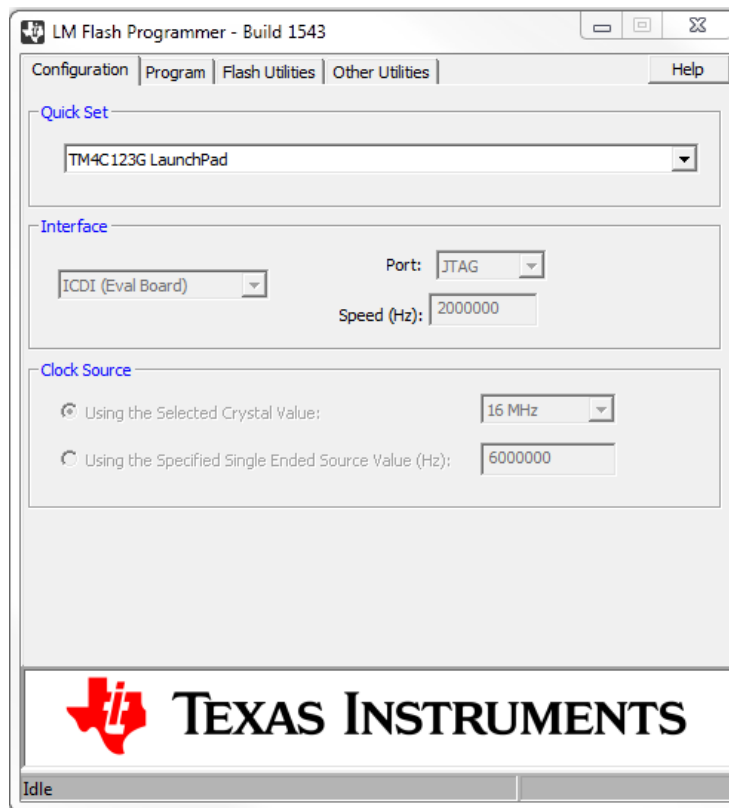 LM Flash Programmer - Build 1543
Configuration Program Flash Utilities Other Utilities Help
Quick Set
TM4C123G LaunchPad
Interface
ICDI (Eval Board)
Port: JTAG
Speed (Hz): 2000000
Clock Source
Using the Selected Crystal Value: 16 MHz
Using the Specified Single Ended Source Value (Hz): 6000000
TEXAS INSTRUMENTS
Idle